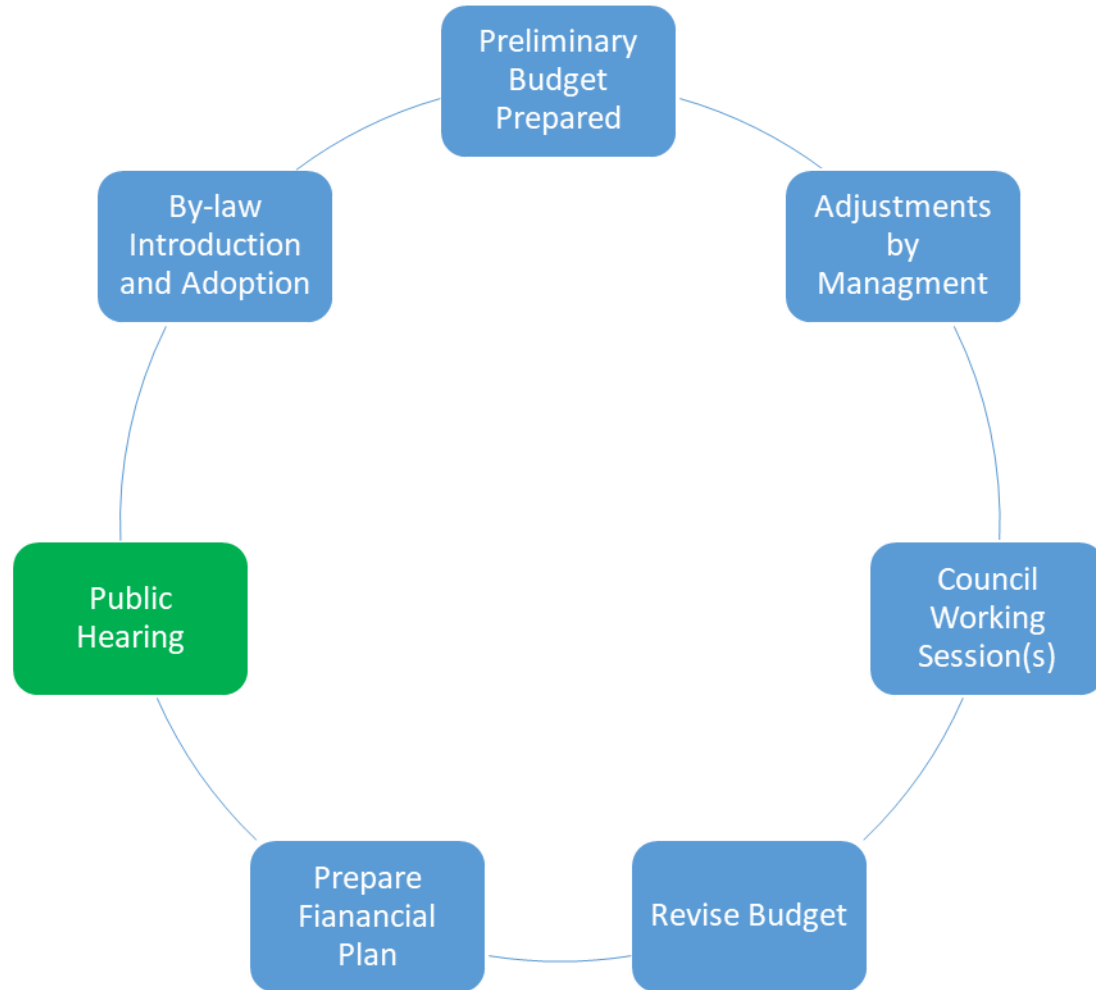 Preliminary
Budget
Prepared
Adjustments
by
Managment
Council
Working
Session(s)
Revise Budget
Prepare
Fianancial
Plan
Public
Hearing
By-law
Introduction
and Adoption